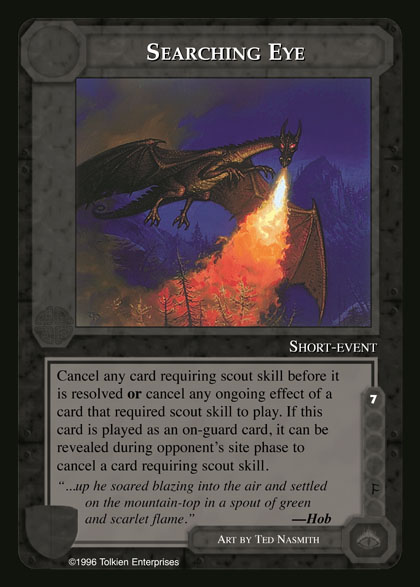 SEARCHING EYE
SHORT-EVENT
Cancel any card requiring scout skill before it
is resolved or cancel any ongoing effect of a
card that required scout skill to play. If this
card is played as an on-guard card, it can be
revealed during opponent's site phase to
cancel a card requiring scout skill.
7
“...up he soared blazing into the air and settled
on the mountain-top in a spout of green
and scarlet flame.” —Hob
ART BY TED NASMITH
©1996 Tolkien Enterprises